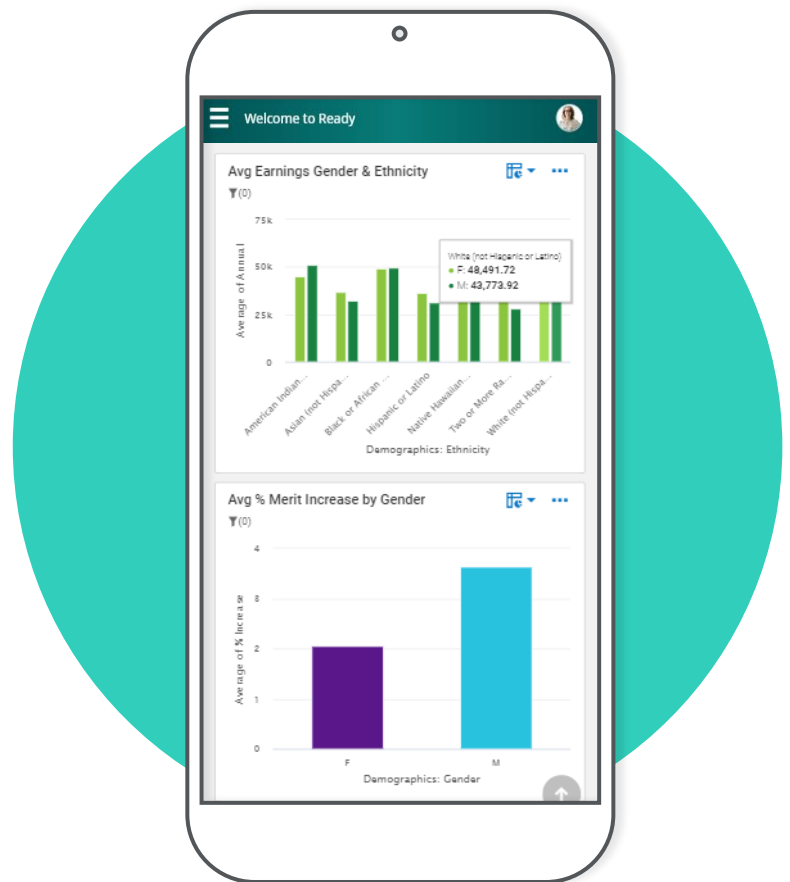 Welcome to Ready
Avg Earnings Gender & Ethnicity
(0)
75k
50k
25k
0
Average of Annual
White (not Hispanic or Latino)
F: 48,491.72
M: 43,773.92
American Indian...
Asian (not Hispa...
Black or African ...
Hispanic or Latino
Native Hawaiian...
Two or More Ra...
White (not Hispa...
Demographics: Ethnicity
Avg % Merit Increase by Gender
(0)
4
3
2
1
0
Average of % Increase
F
M
Demographics: Gender